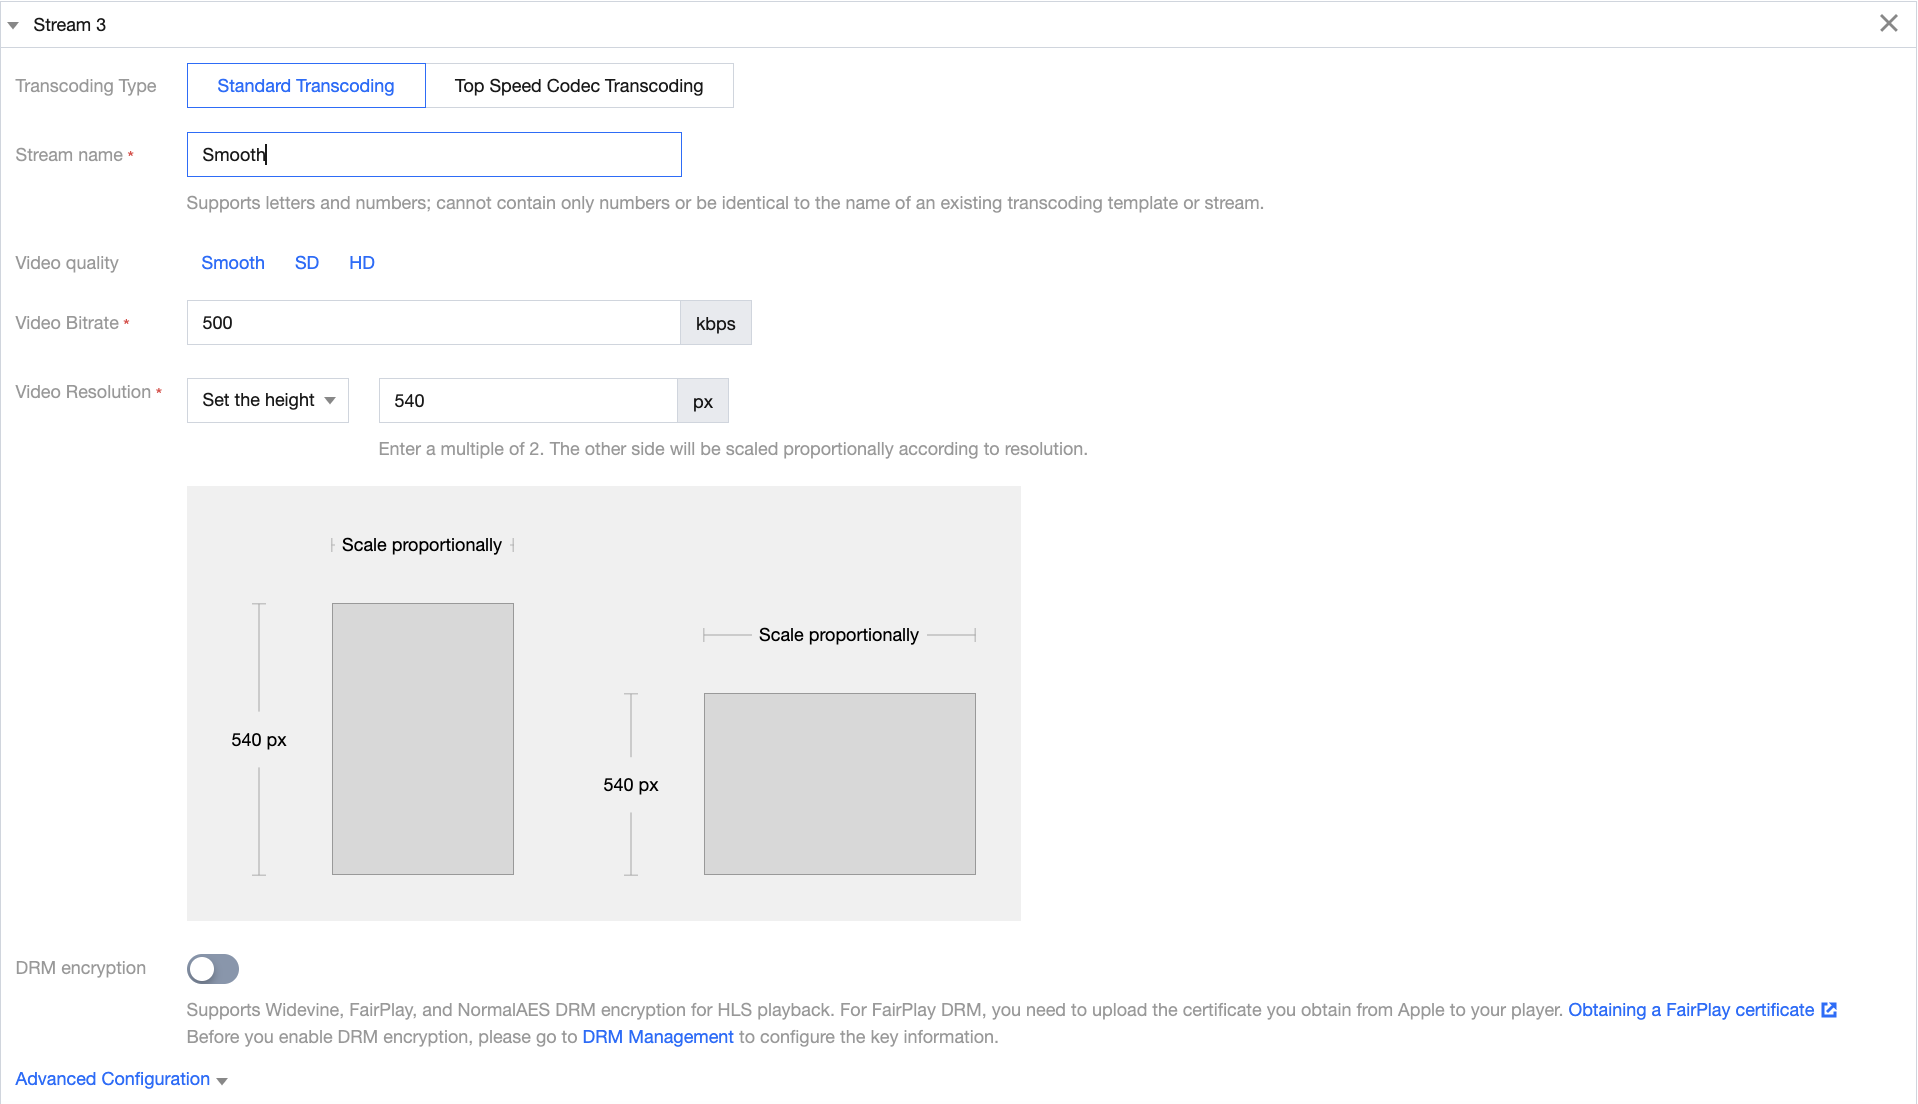 Stream 3
Transcoding Type
Standard Transcoding
Top Speed Codec Transcoding
Stream name *
Smooth
Supports letters and numbers; cannot contain only numbers or be identical to the name of an existing transcoding template or stream.
Video quality
Smooth
SD
HD
Video Bitrate *
500
kbps
Video Resolution *
Set the height
540
px
Enter a multiple of 2. The other side will be scaled proportionally according to resolution.
Scale proportionally
540 px
Scale proportionally
540 px
DRM encryption
Supports Widevine, FairPlay, and NormalAES DRM encryption for HLS playback. For FairPlay DRM, you need to upload the certificate you obtain from Apple to your player. Obtaining a FairPlay certificate
Before you enable DRM encryption, please go to DRM Management to configure the key information.
Advanced Configuration